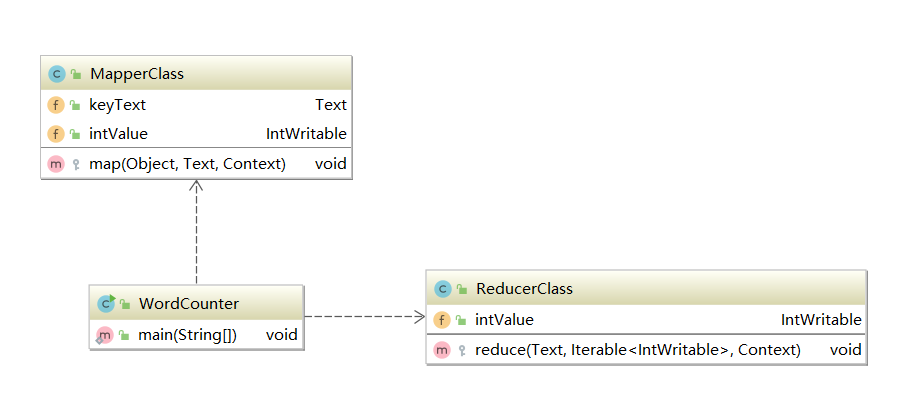 MapperClass
keyText Text
intValue IntWritable
map(Object, Text, Context) void
WordCounter
main(String[]) void
ReducerClass
intValue IntWritable
reduce(Text, Iterable<IntWritable>, Context) void